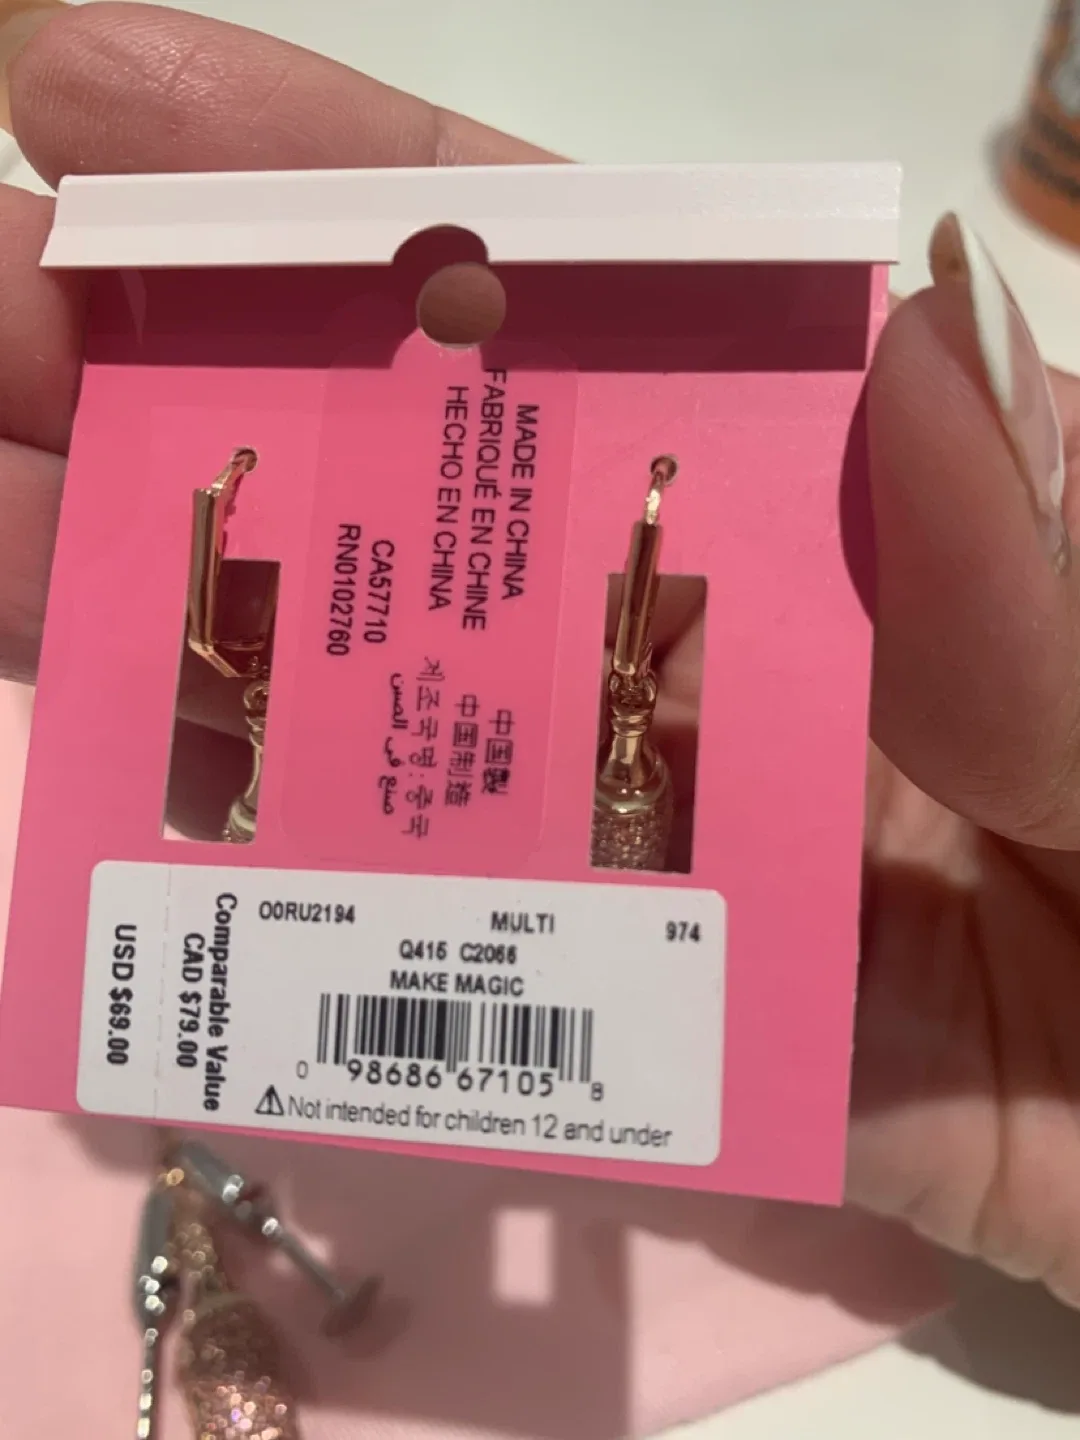 MADE IN CHINA
FABRIQUÉ EN CHINE
HECHO EN CHINA
CA57710
RN0102760
中国製
中国制造
제조국명:중국
صنع في الصين
O0RU2194 MULTI 974
Q415 C2066
MAKE MAGIC
0 98686 67105 8
Not intended for children 12 and under
Comparable Value
CAD $79.00
USD $69.00